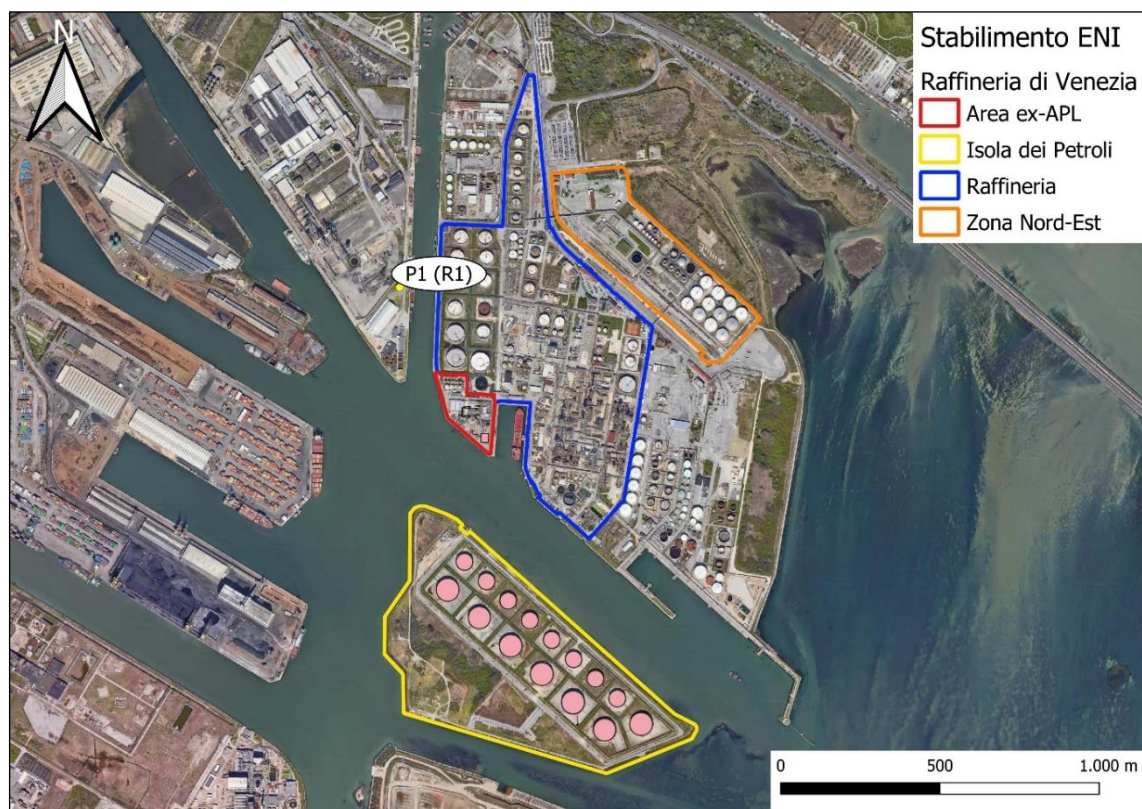 N
Stabilimento ENI
Raffineria di Venezia
Area ex-APL
Isola dei Petroli
Raffineria
Zona Nord-Est
P1 (R1)
0 500 1.000 m